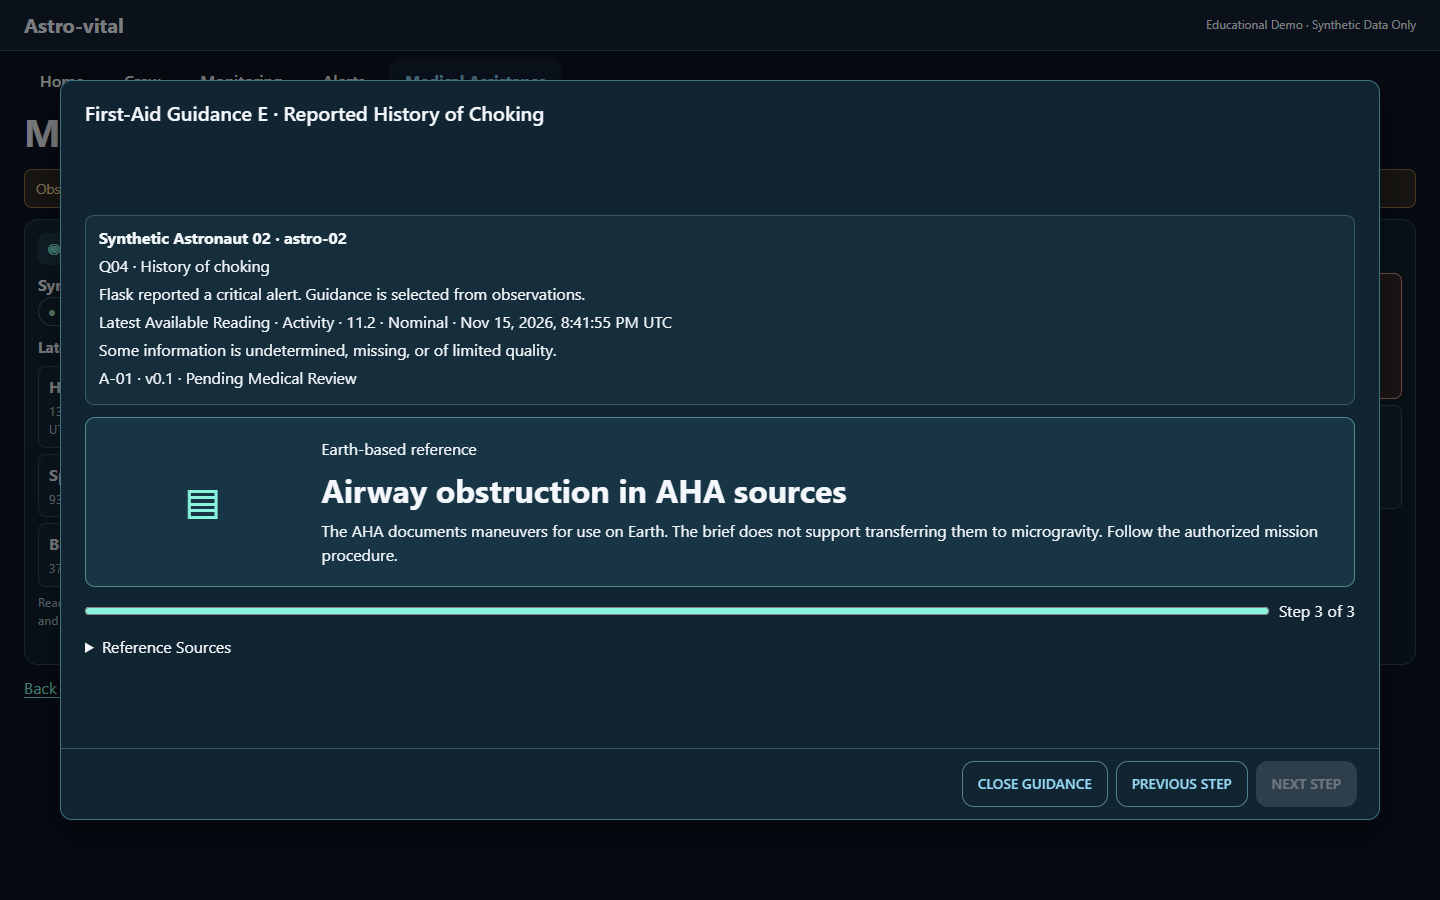 Astro-vital
Educational Demo · Synthetic Data Only
First-Aid Guidance E · Reported History of Choking
Synthetic Astronaut 02 · astro-02
Q04 · History of choking
Flask reported a critical alert. Guidance is selected from observations.
Latest Available Reading · Activity · 11.2 · Nominal · Nov 15, 2026, 8:41:55 PM UTC
Some information is undetermined, missing, or of limited quality.
A-01 · v0.1 · Pending Medical Review
Earth-based reference
Airway obstruction in AHA sources
The AHA documents maneuvers for use on Earth. The brief does not support transferring them to microgravity. Follow the authorized mission
procedure.
Step 3 of 3
Reference Sources
Back
CLOSE GUIDANCE
PREVIOUS STEP
NEXT STEP